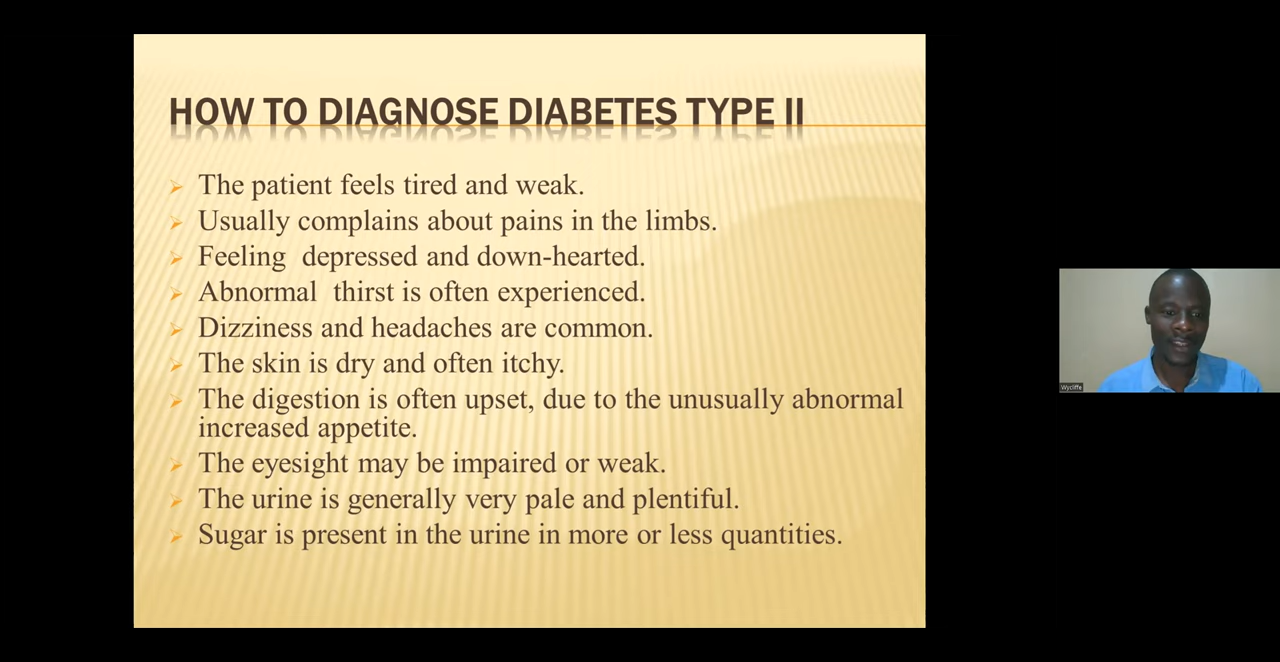 HOW TO DIAGNOSE DIABETES TYPE II
The patient feels tired and weak.
Usually complains about pains in the limbs.
Feeling  depressed and down-hearted.
Abnormal  thirst is often experienced.
Dizziness and headaches are common.
The skin is dry and often itchy.
The digestion is often upset, due to the unusually abnormal
increased appetite.
The eyesight may be impaired or weak.
The urine is generally very pale and plentiful.
Sugar is present in the urine in more or less quantities.
Wycliffe